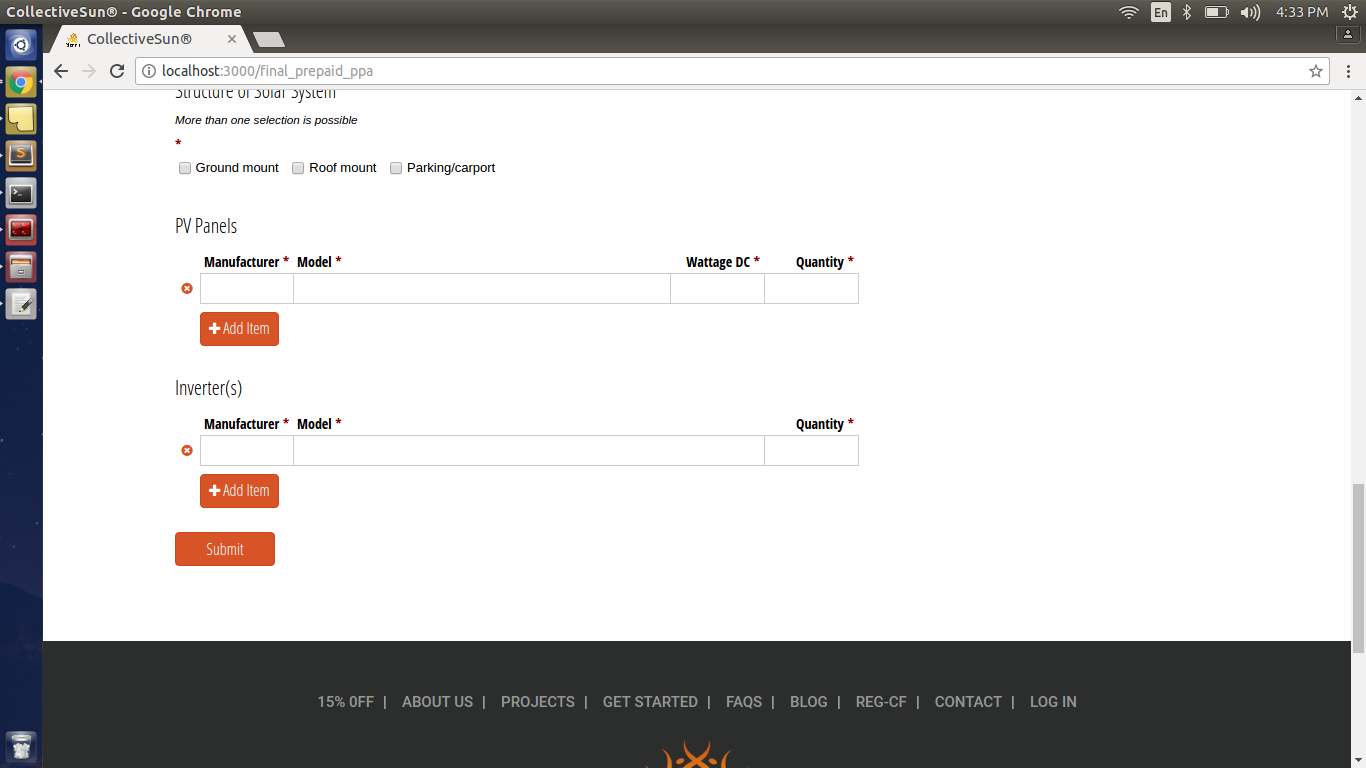 CollectiveSun® - Google Chrome
En
4:33 PM
CollectiveSun®
localhost:3000/final_prepaid_ppa
Structure of Solar System
More than one selection is possible
*
Ground mount Roof mount Parking/carport
PV Panels
Manufacturer * Model * Wattage DC * Quantity *
Add Item
Inverter(s)
Manufacturer * Model * Quantity *
Add Item
Submit
15% 0FF | ABOUT US | PROJECTS | GET STARTED | FAQS | BLOG | REG-CF | CONTACT | LOG IN